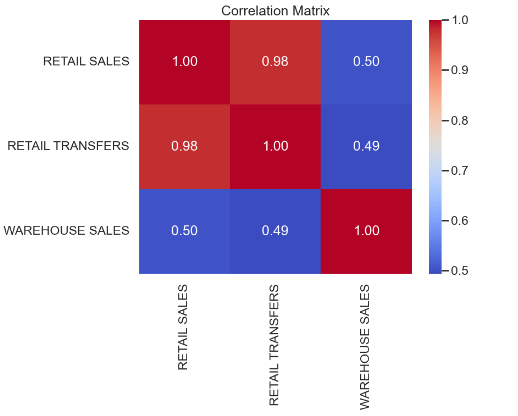 Correlation Matrix
RETAIL SALES
1.00
0.98
0.50
RETAIL TRANSFERS
0.98
1.00
0.49
WAREHOUSE SALES
0.50
0.49
1.00
RETAIL SALES
RETAIL TRANSFERS
WAREHOUSE SALES
1.0
0.9
0.8
0.7
0.6
0.5